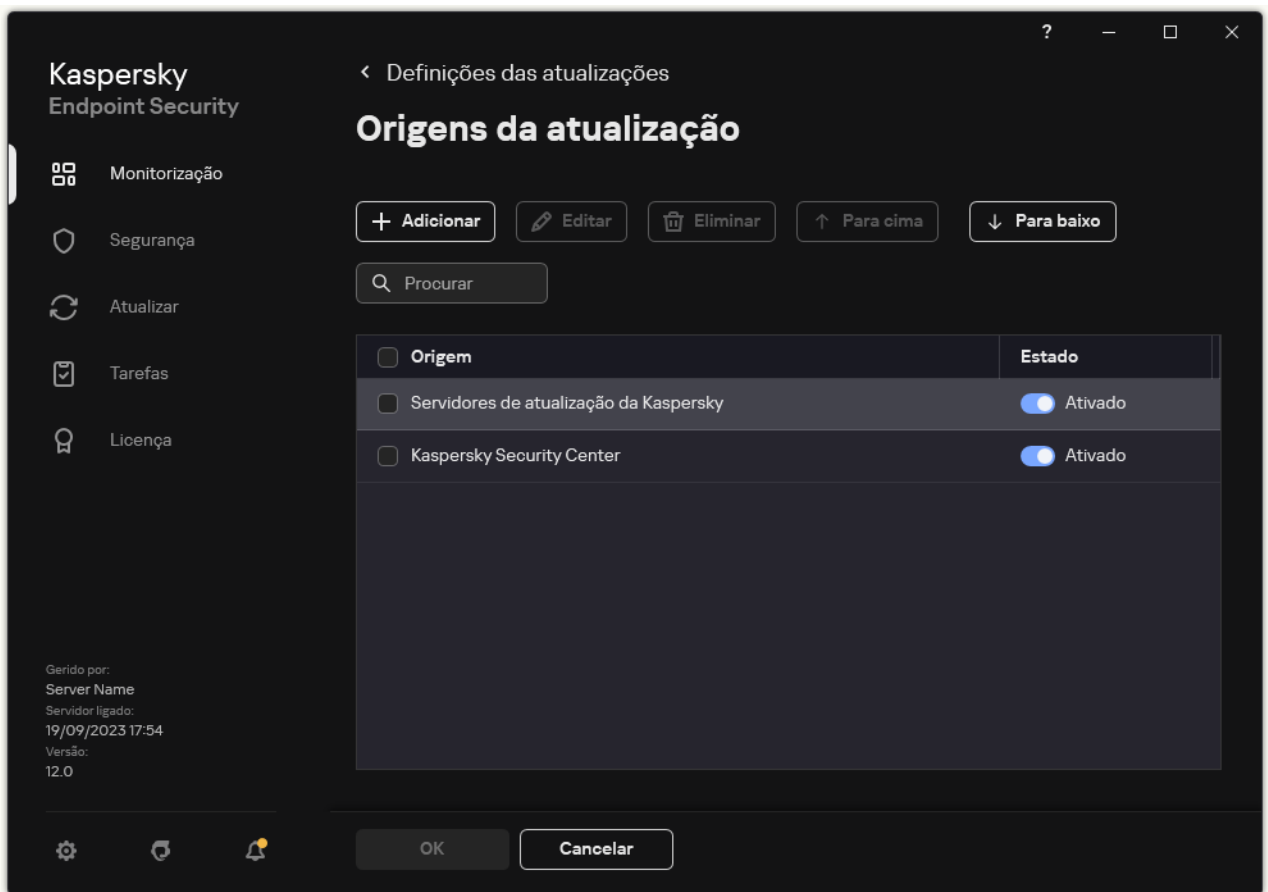 ?
Kaspersky
Endpoint Security
Monitorização
Segurança
Atualizar
Tarefas
Licença
Gerido por:
Server Name
Servidor ligado:
19/09/2023 17:54
Versão:
12.0
Definições das atualizações
Origens da atualização
Adicionar
Editar
Eliminar
Para cima
Para baixo
Procurar
Origem Estado
Servidores de atualização da Kaspersky Ativado
Kaspersky Security Center Ativado
OK
Cancelar